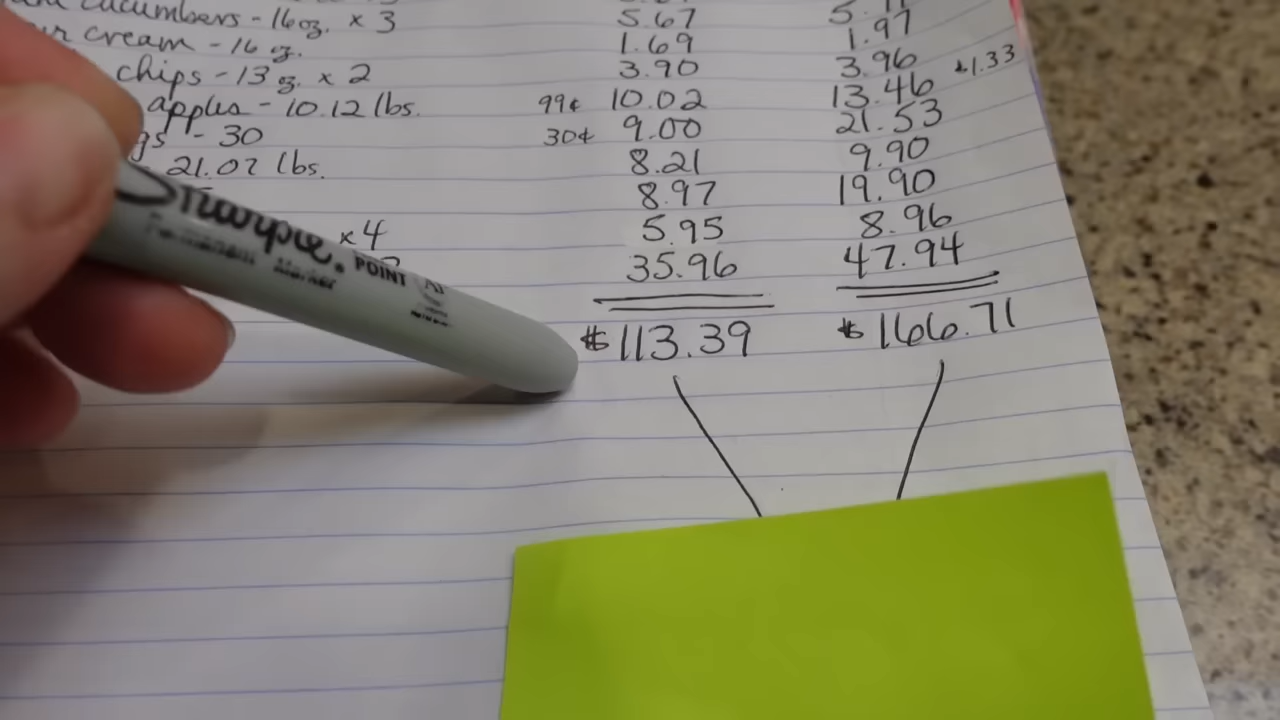 cucumbers - 16 oz. x 3 5.67
cream - 16 oz. 1.69 1.97
chips - 13 oz. x 2 3.90 3.96
apples - 10.12 lbs. 99¢ 10.02 13.46 $1.33
- 30 30¢ 9.00 21.53
21.07 lbs. 8.21 9.90
8.97 19.90
x4 5.95 8.96
35.96 47.94
$113.39 $166.71
Sharpie.
Permanent Marker
POINT